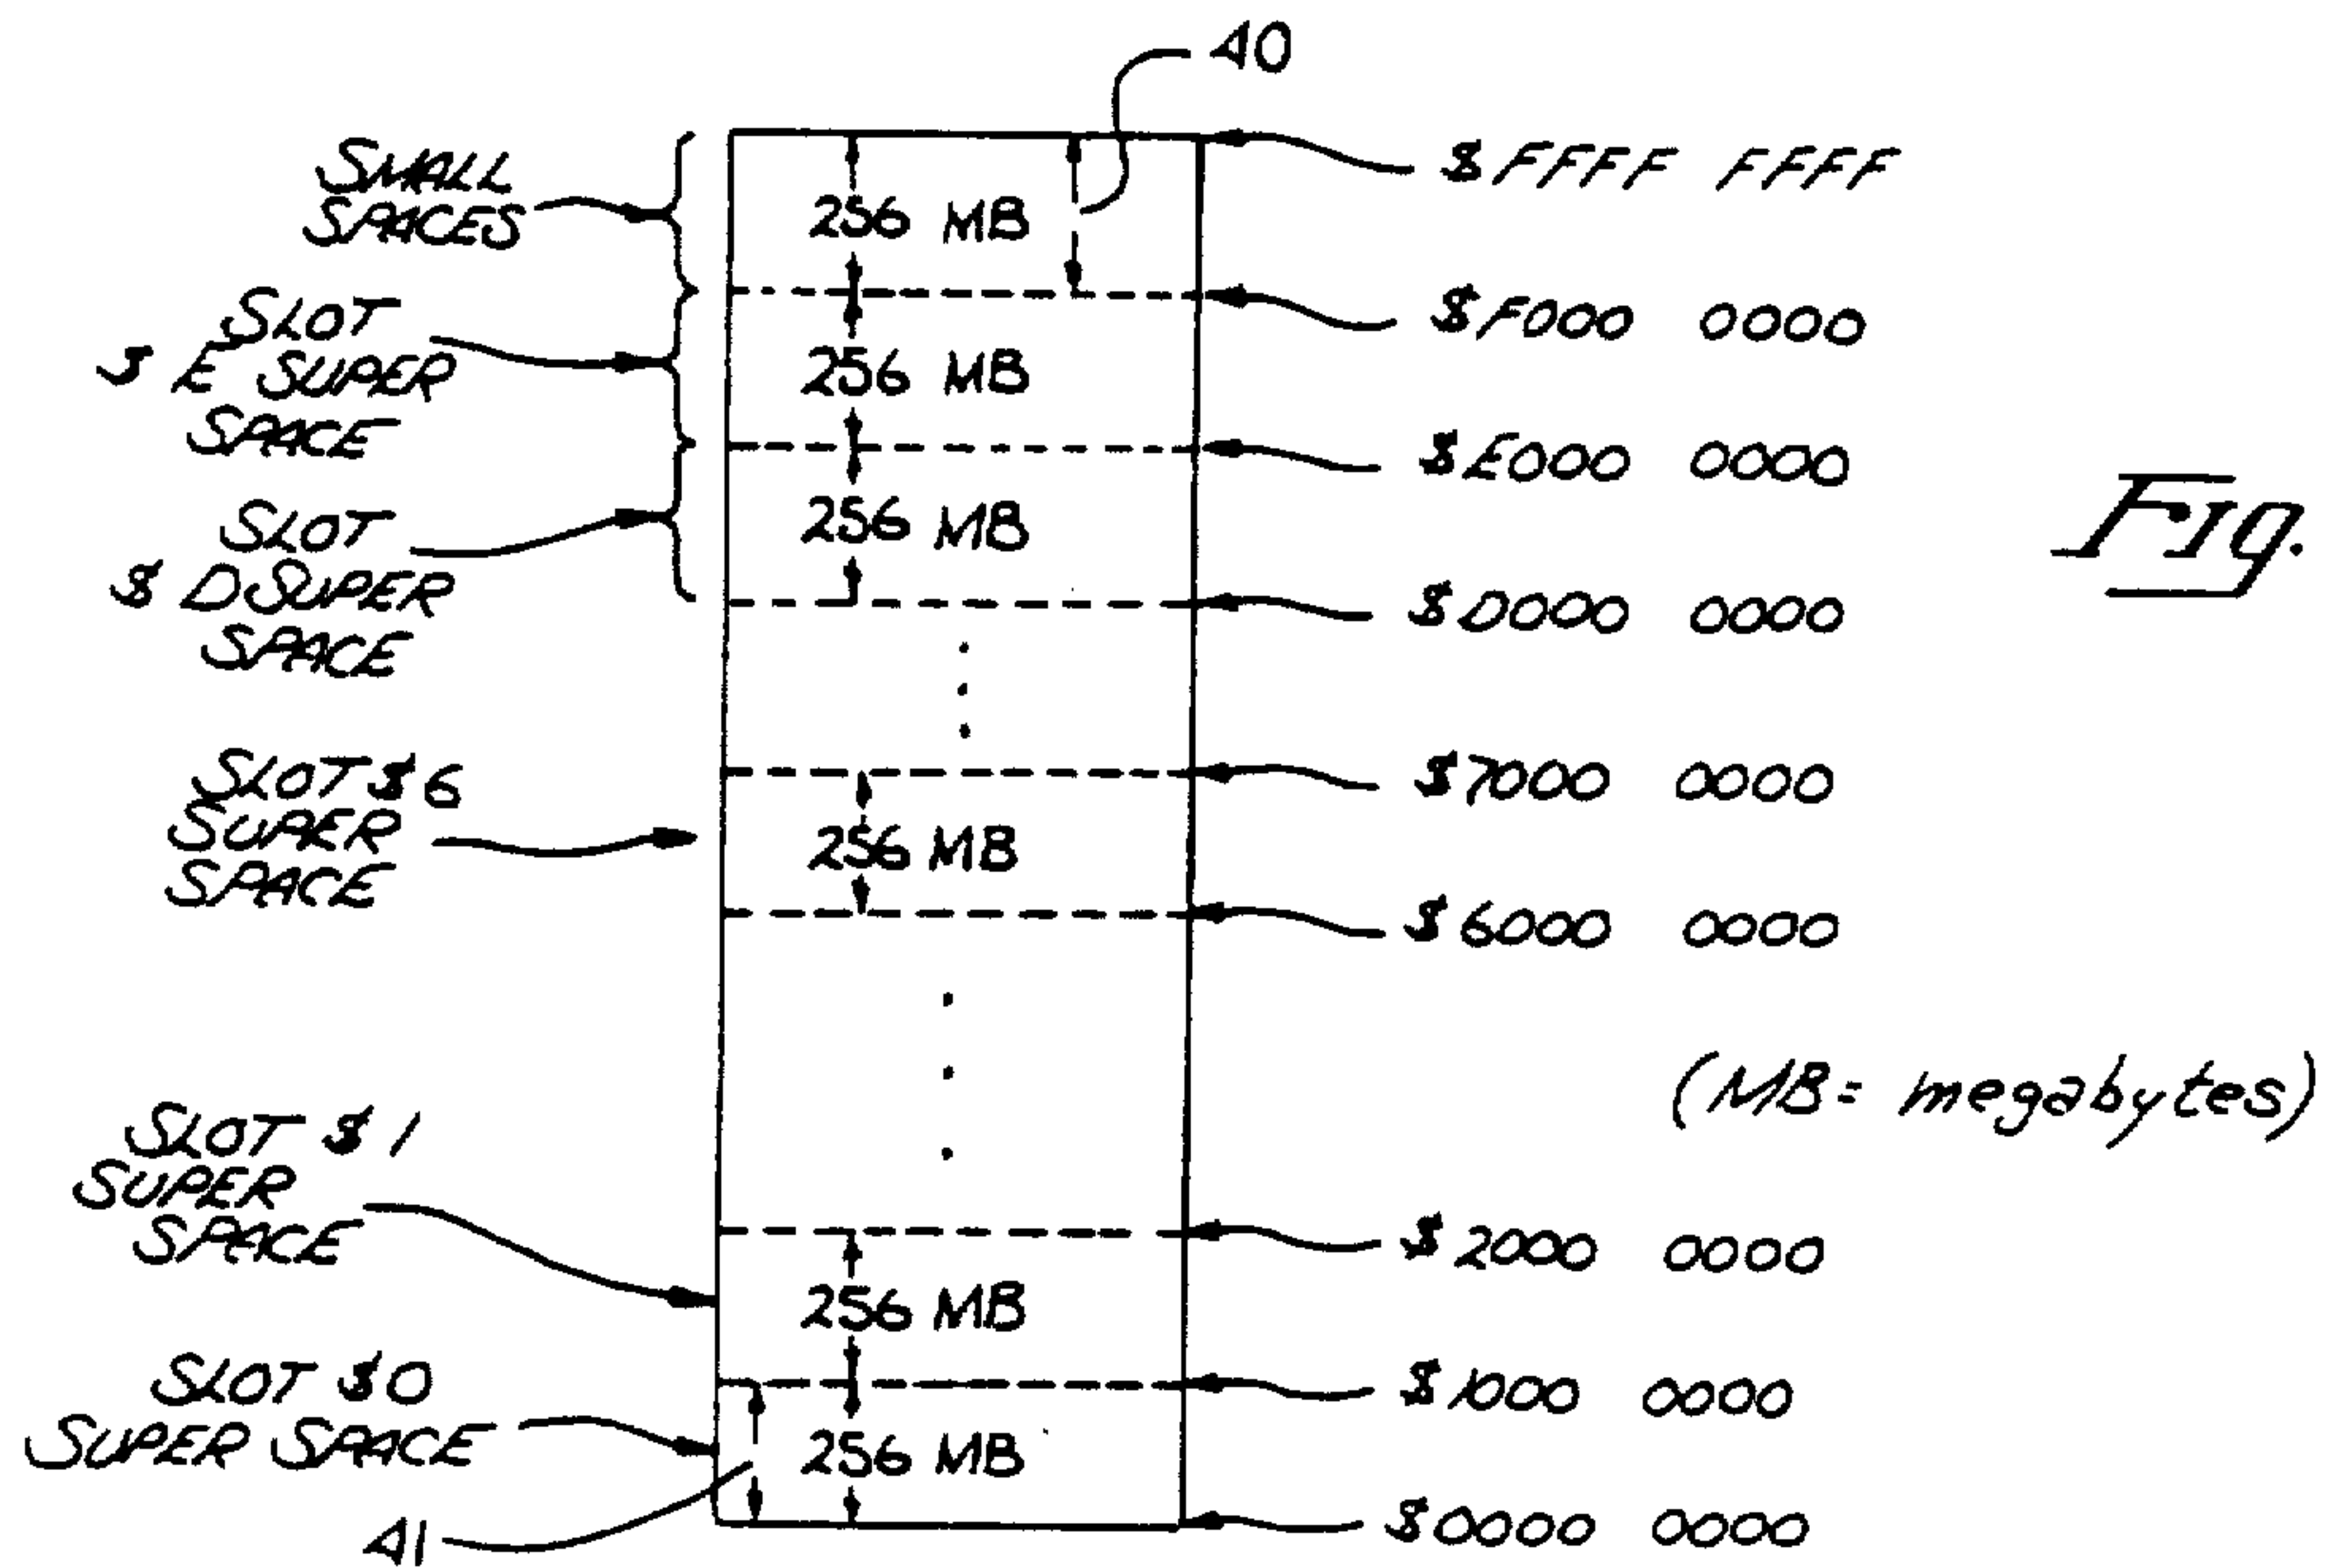 40
SMALL
SPACES
256 MB
$ FFFF FFFF
$ F000 0000
SLOT
$ E SUPER
SPACE
256 MB
$ E000 0000
SLOT
$ D SUPER
SPACE
256 MB
$ D000 0000
Fig.
SLOT $6
SUPER
SPACE
$ 7000 0000
256 MB
$ 6000 0000
(MB= megabytes)
SLOT $ 1
SUPER
SPACE
$ 2000 0000
256 MB
$ 1000 0000
SLOT $0
SUPER SPACE
256 MB
41
$ 0000 0000